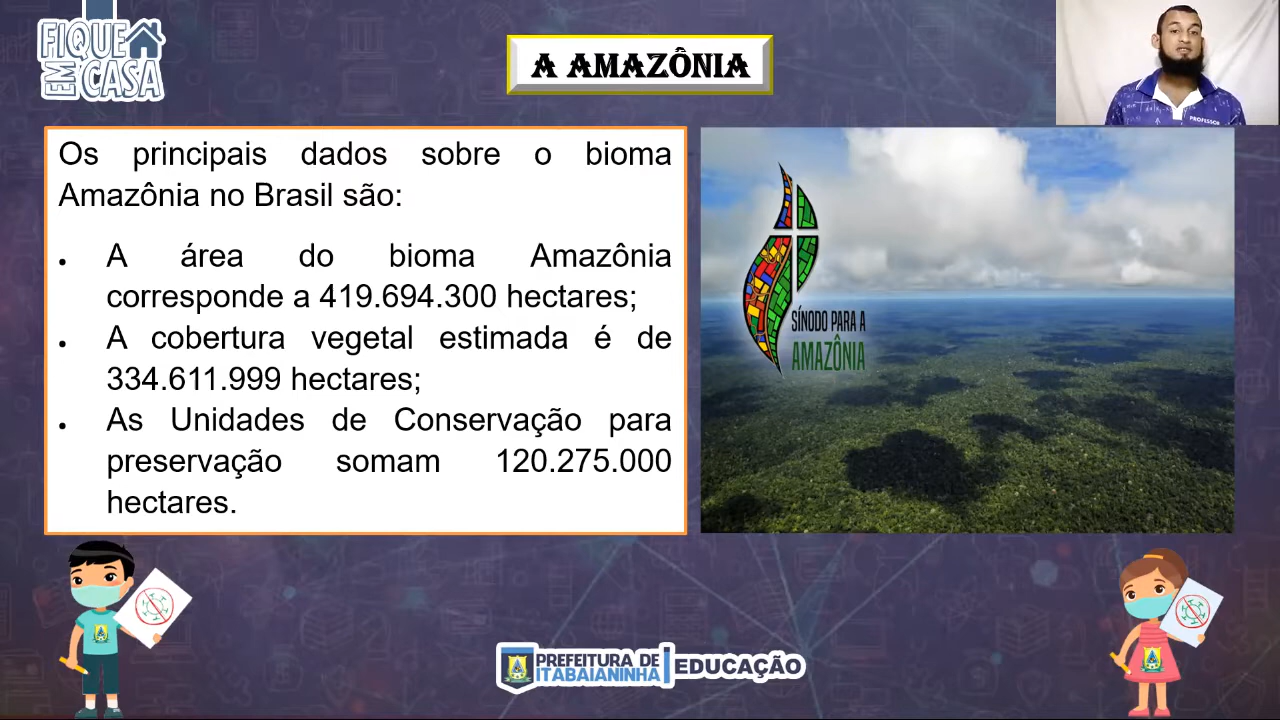 FIQUE
EM CASA
A AMAZÔNIA
PROFESSOR
Os principais dados sobre o bioma
Amazônia no Brasil são:
• A área do bioma Amazônia
corresponde a 419.694.300 hectares;
• A cobertura vegetal estimada é de
334.611.999 hectares;
• As Unidades de Conservação para
preservação somam 120.275.000
hectares.
SÍNODO PARA A
AMAZÔNIA
PREFEITURA DE
ITABAIANINHA
EDUCAÇÃO